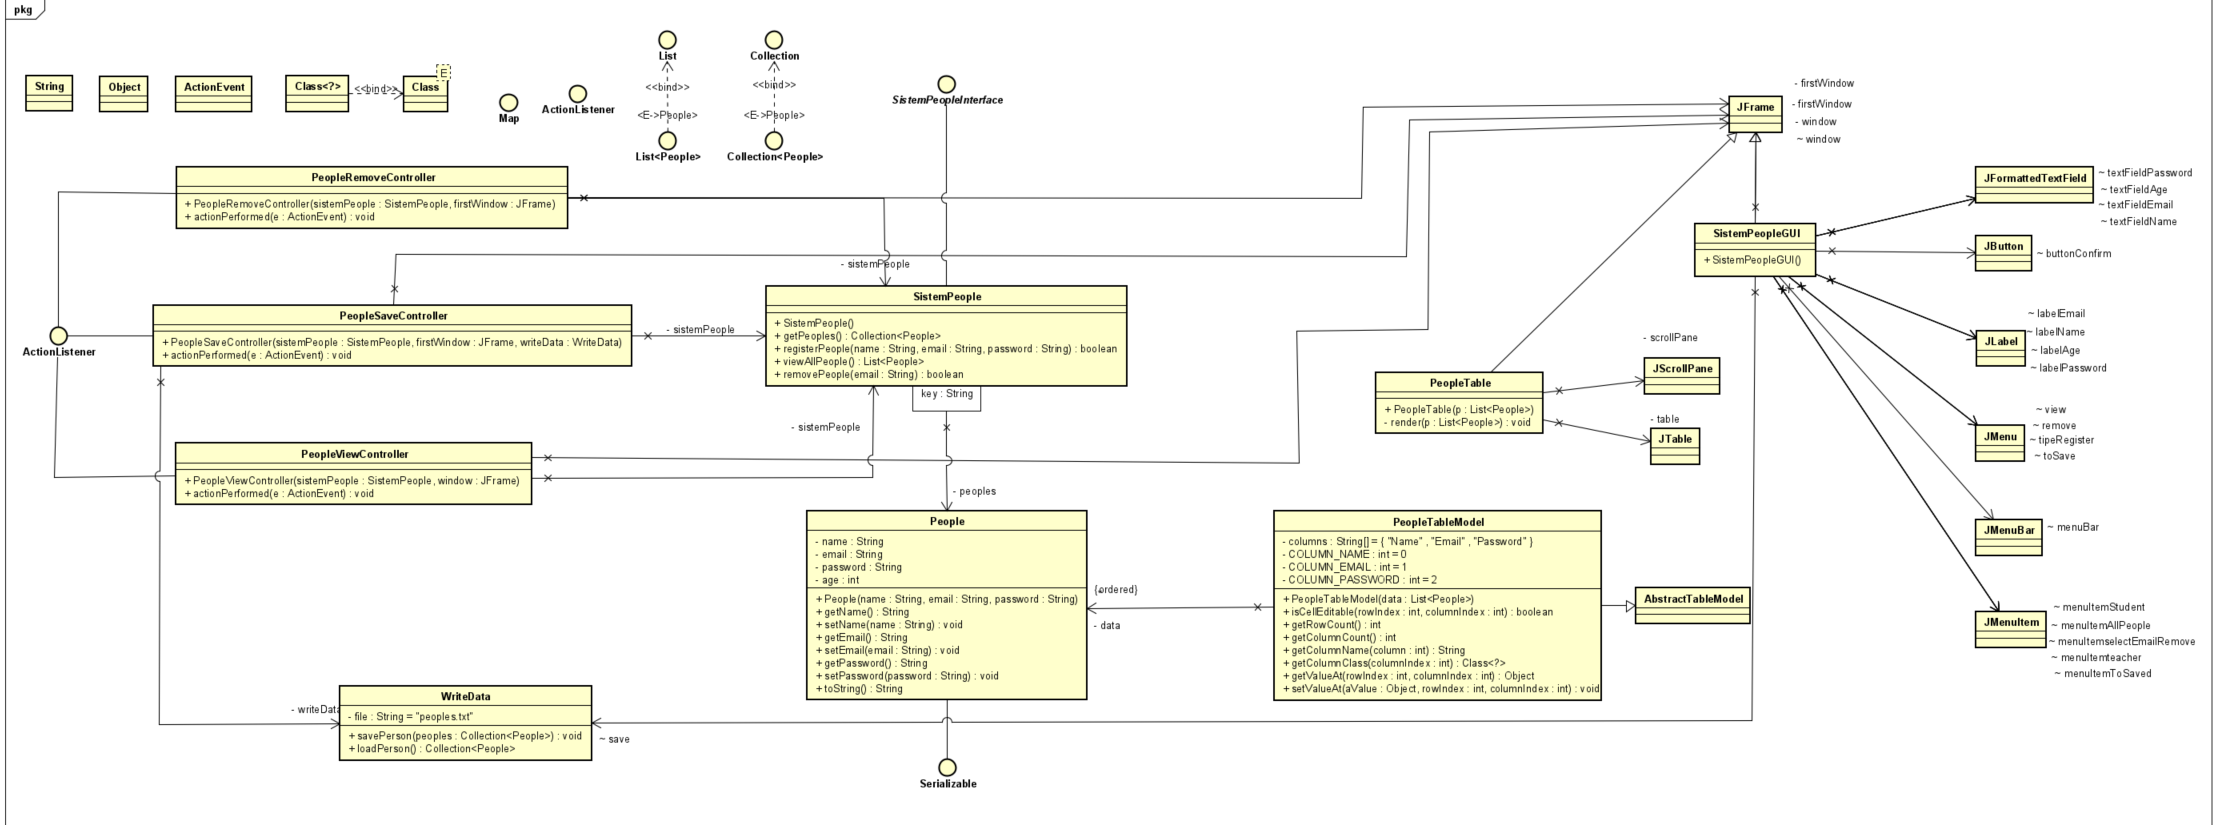 pkg
String
Object
ActionEvent
Class<?>
<<bind>>
E
Class
Map
ActionListener
List
<<bind>>
<E->People>
List<People>
Collection
<<bind>>
<E->People>
Collection<People>
SistemPeopleInterface
- firstWindow
JFrame
- firstWindow
- window
~ window
PeopleRemoveController
+ PeopleRemoveController(sistemPeople : SistemPeople, firstWindow : JFrame)
+ actionPerformed(e : ActionEvent) : void
- sistemPeople
PeopleSaveController
+ PeopleSaveController(sistemPeople : SistemPeople, firstWindow : JFrame, writeData : WriteData)
+ actionPerformed(e : ActionEvent) : void
- sistemPeople
ActionListener
SistemPeople
+ SistemPeople()
+ getPeoples() : Collection<People>
+ registerPeople(name : String, email : String, password : String) : boolean
+ viewAllPeople() : List<People>
+ removePeople(email : String) : boolean
key : String
- sistemPeople
PeopleViewController
+ PeopleViewController(sistemPeople : SistemPeople, window : JFrame)
+ actionPerformed(e : ActionEvent) : void
- peoples
SistemPeopleGUI
+ SistemPeopleGUI()
JFormattedTextField
~ textFieldPassword
~ textFieldAge
~ textFieldEmail
~ textFieldName
JButton
~ buttonConfirm
~ labelEmail
~ labelName
JLabel
~ labelAge
~ labelPassword
- scrollPane
JScrollPane
PeopleTable
+ PeopleTable(p : List<People>)
- render(p : List<People>) : void
- table
JTable
~ view
~ remove
JMenu
~ tipeRegister
~ toSave
JMenuBar
~ menuBar
People
- name : String
- email : String
- password : String
- age : int
+ People(name : String, email : String, password : String)
+ getName() : String
+ setName(name : String) : void
+ getEmail() : String
+ setEmail(email : String) : void
+ getPassword() : String
+ setPassword(password : String) : void
+ toString() : String
{ordered}
- data
PeopleTableModel
- columns : String[] = { "Name" , "Email" , "Password" }
- COLUMN_NAME : int = 0
- COLUMN_EMAIL : int = 1
- COLUMN_PASSWORD : int = 2
+ PeopleTableModel(data : List<People>)
+ isCellEditable(rowIndex : int, columnIndex : int) : boolean
+ getRowCount() : int
+ getColumnCount() : int
+ getColumnName(column : int) : String
+ getColumnClass(columnIndex : int) : Class<?>
+ getValueAt(rowIndex : int, columnIndex : int) : Object
+ setValueAt(aValue : Object, rowIndex : int, columnIndex : int) : void
AbstractTableModel
~ menuItemStudent
JMenuItem
~ menuItemAllPeople
~ menuItemselectEmailRemove
~ menuItemteacher
~ menuItemToSaved
- writeData
WriteData
- file : String = "peoples.txt"
+ savePerson(peoples : Collection<People>) : void
+ loadPerson() : Collection<People>
~ save
Serializable